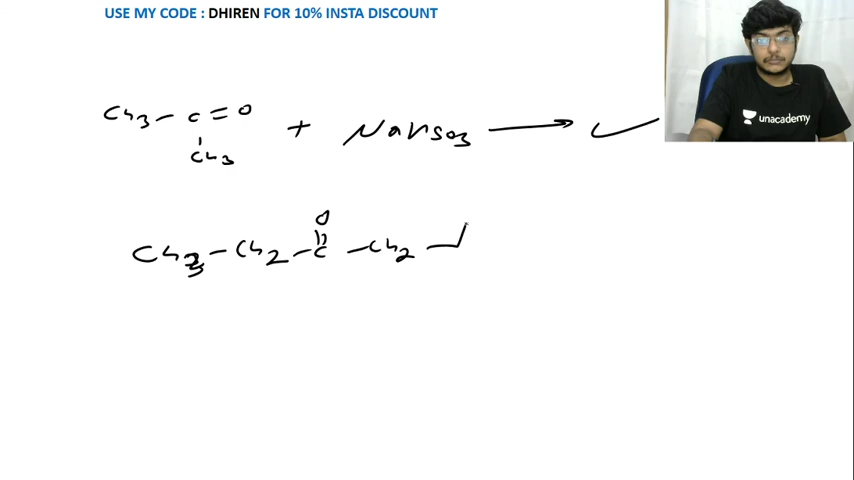 USE MY CODE : DHIREN FOR 10% INSTA DISCOUNT
unacademy
CH3 - C = O + NaHSO3 → ✓
CH3
O
CH3 - CH2 - C - CH2 -